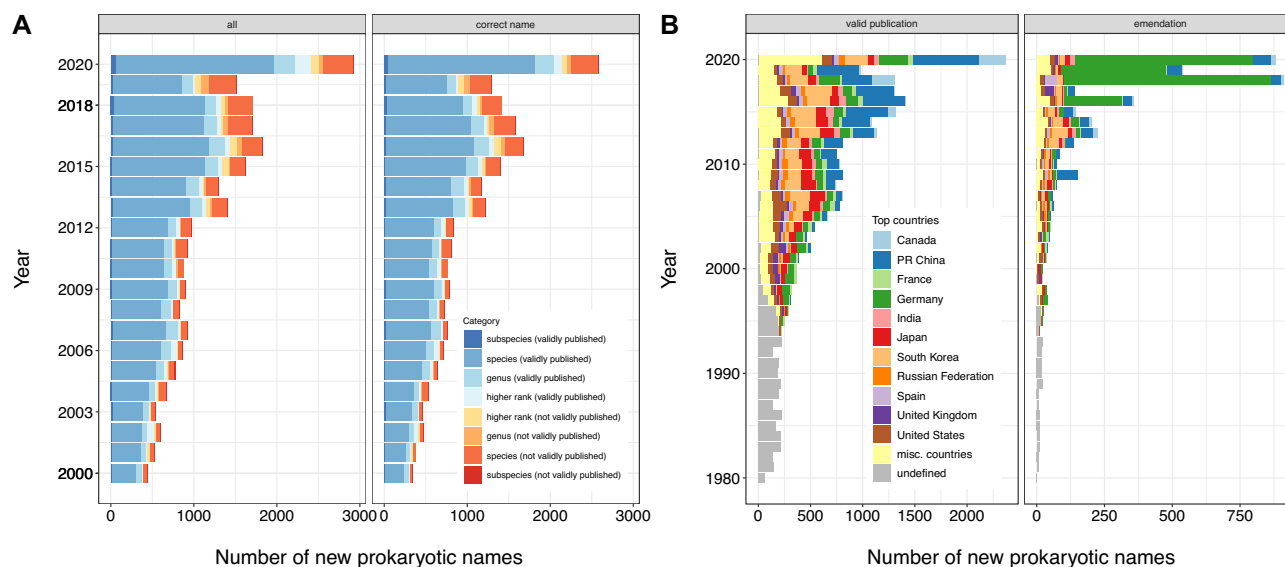 A
all
correct name
Year
2020
2018
2015
2012
2009
2006
2003
2000
0
1000
2000
3000
0
1000
2000
3000
Number of new prokaryotic names
Category
subspecies (validly published)
species (validly published)
genus (validly published)
higher rank (validly published)
higher rank (not validly published)
genus (not validly published)
species (not validly published)
subspecies (not validly published)
B
valid publication
emendation
Year
2020
2010
2000
1990
1980
0
500
1000
1500
2000
0
250
500
750
Number of new prokaryotic names
Top countries
Canada
PR China
France
Germany
India
Japan
South Korea
Russian Federation
Spain
United Kingdom
United States
misc. countries
undefined